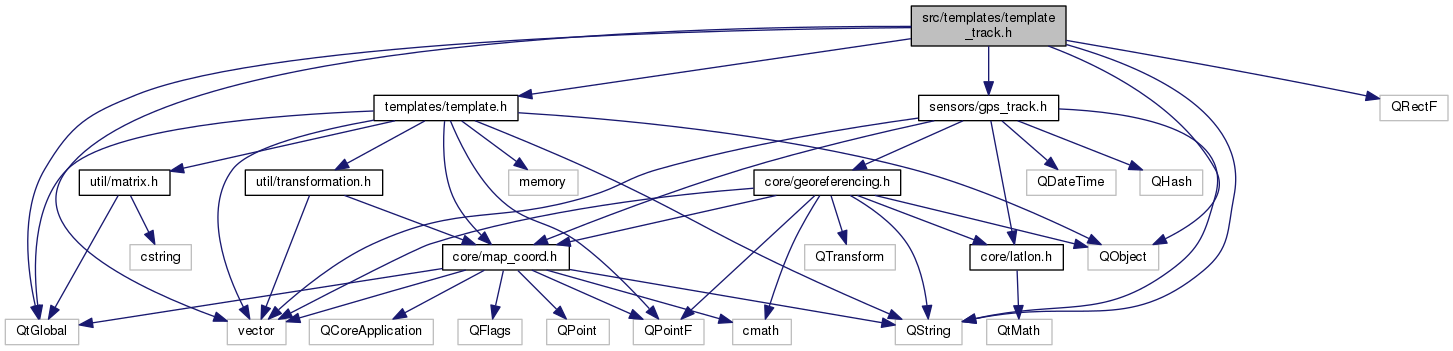 src/templates/template
_track.h
templates/template.h
sensors/gps_track.h
QRectF
util/matrix.h
util/transformation.h
memory
core/georeferencing.h
QDateTime
QHash
cstring
core/map_coord.h
QTransform
core/latlon.h
QObject
QtGlobal
vector
QCoreApplication
QFlags
QPoint
QPointF
cmath
QString
QtMath